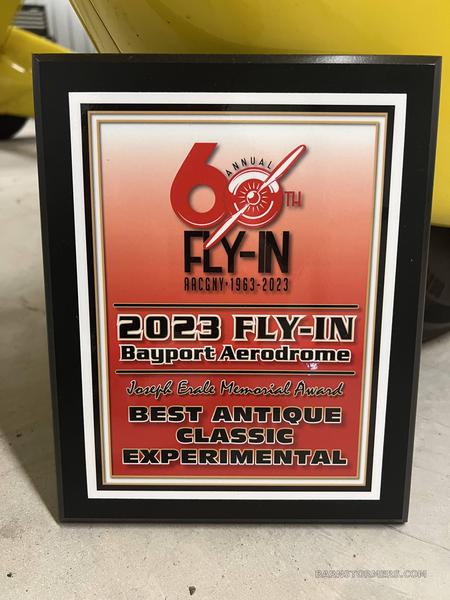 60TH
ANNUAL
FLY-IN
AACGNY•1963-2023
2023 FLY-IN
Bayport Aerodrome
Joseph Erale Memorial Award
BEST ANTIQUE
CLASSIC
EXPERIMENTAL
BARNSTORMERS.COM